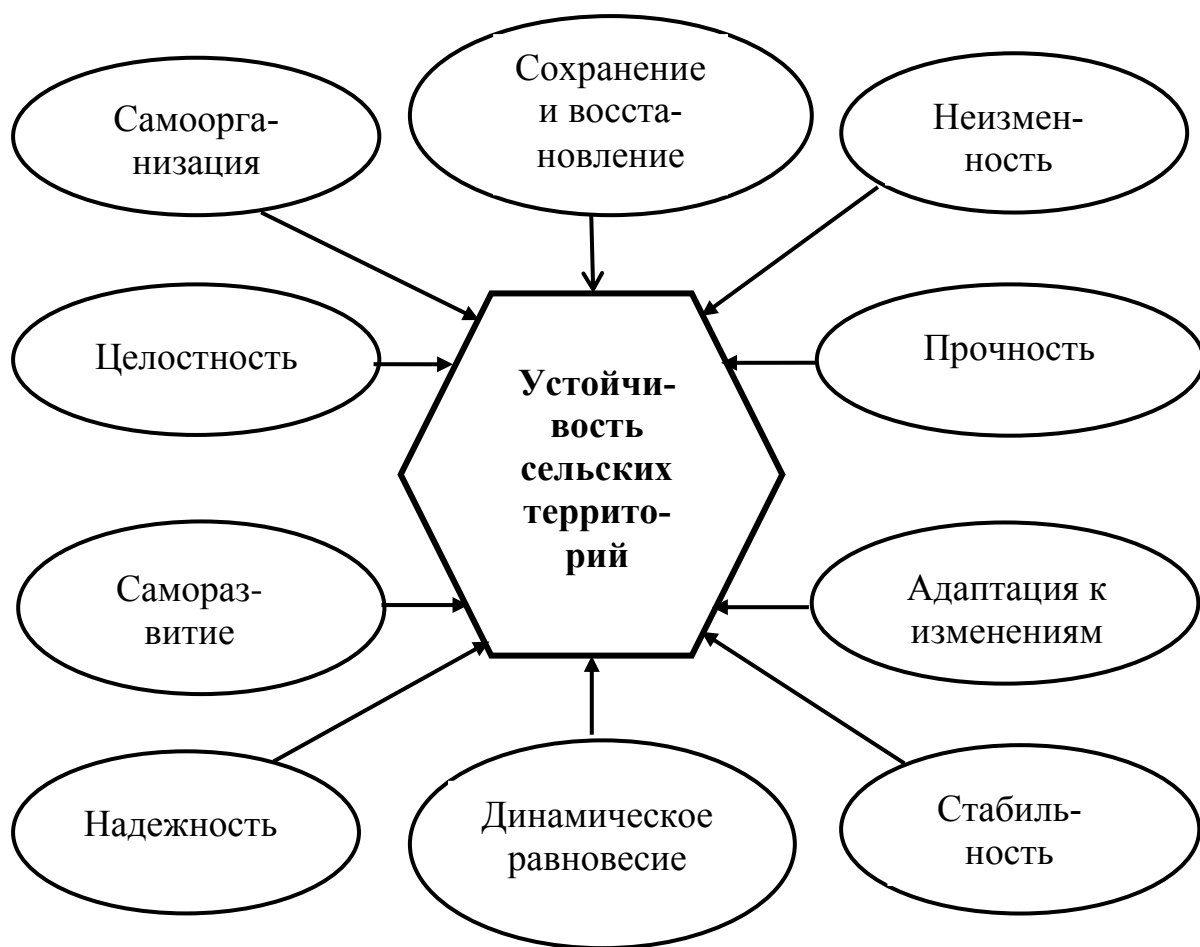 Самоорга-
низация
Сохранение
и восста-
новление
Неизмен-
ность
Целостность
Устойчи-
вость
сельских
террито-
рий
Прочность
Самораз-
витие
Адаптация к
изменениям
Надежность
Динамическое
равновесие
Стабиль-
ность